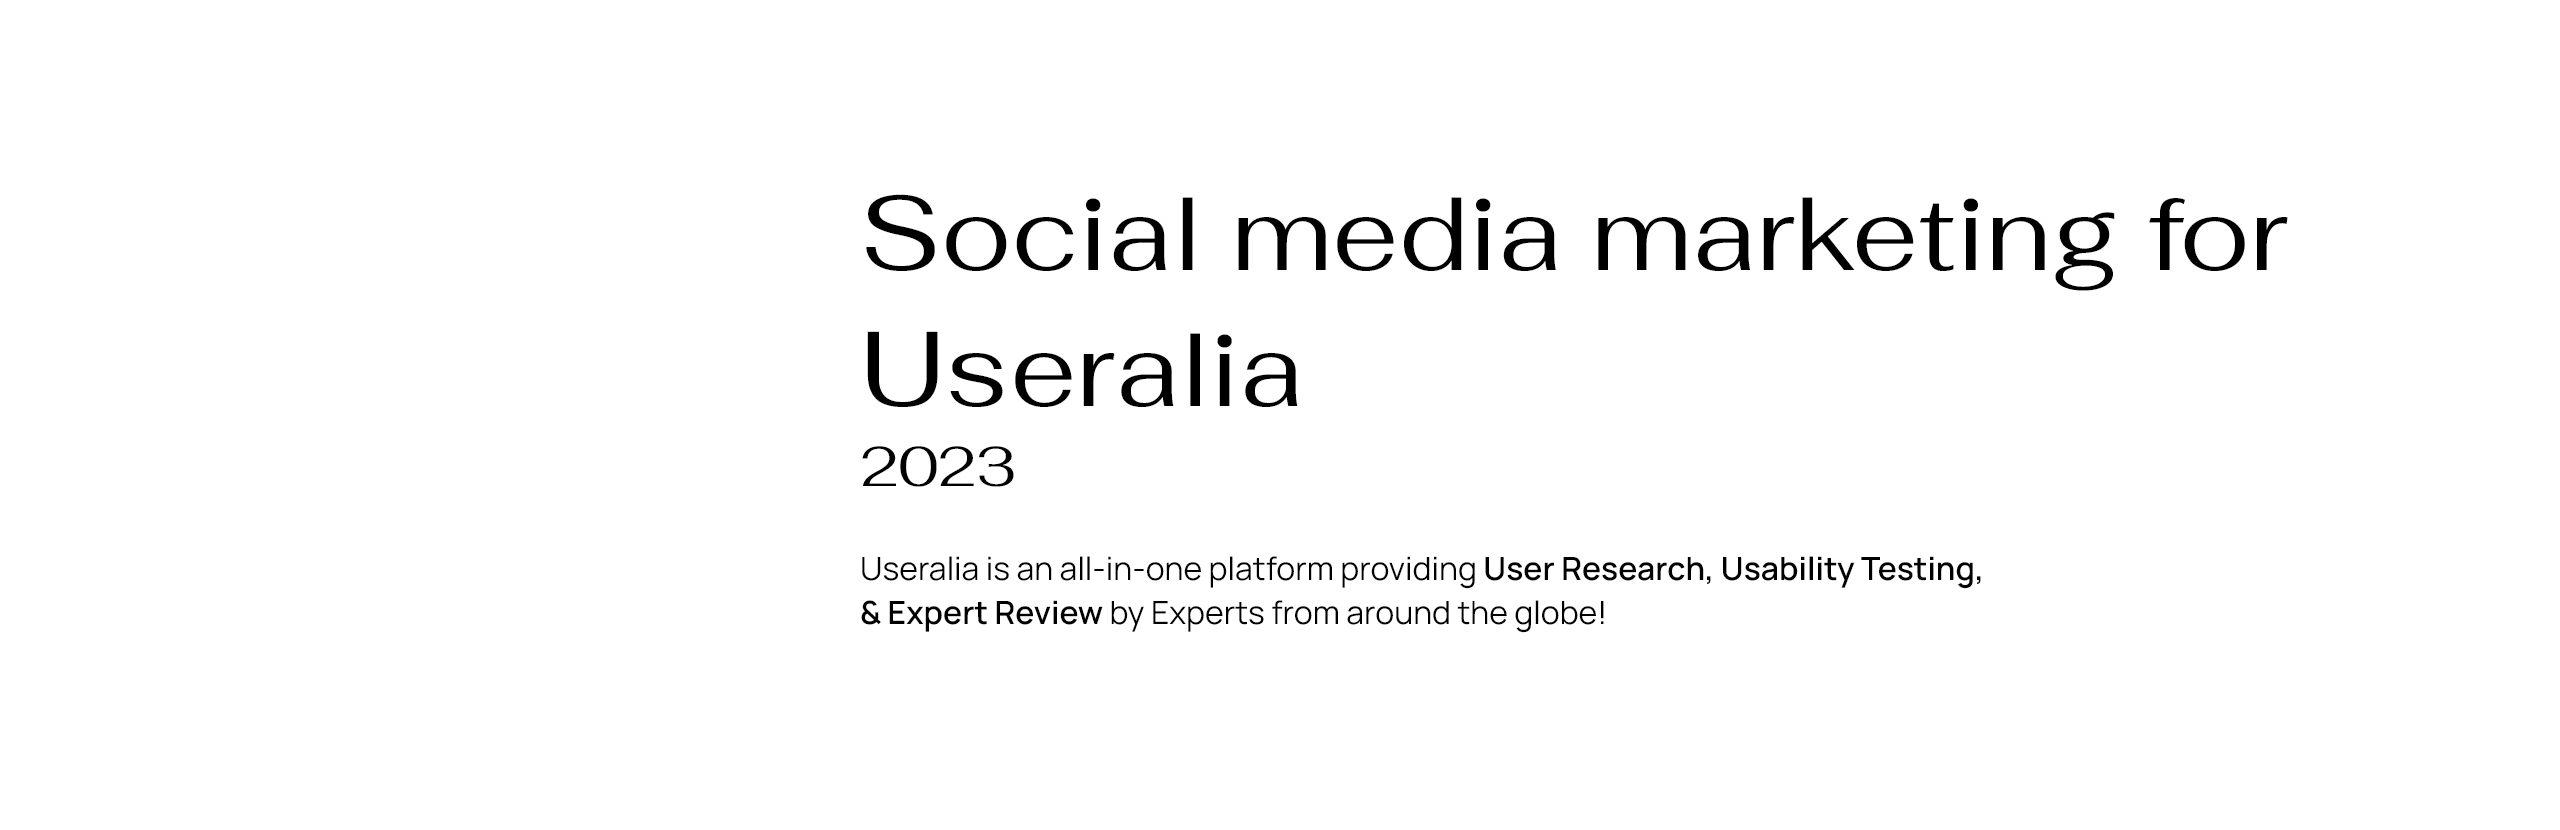 Social media marketing for
Useralia
2023
Useralia is an all-in-one platform providing User Research, Usability Testing,
& Expert Review by Experts from around the globe!